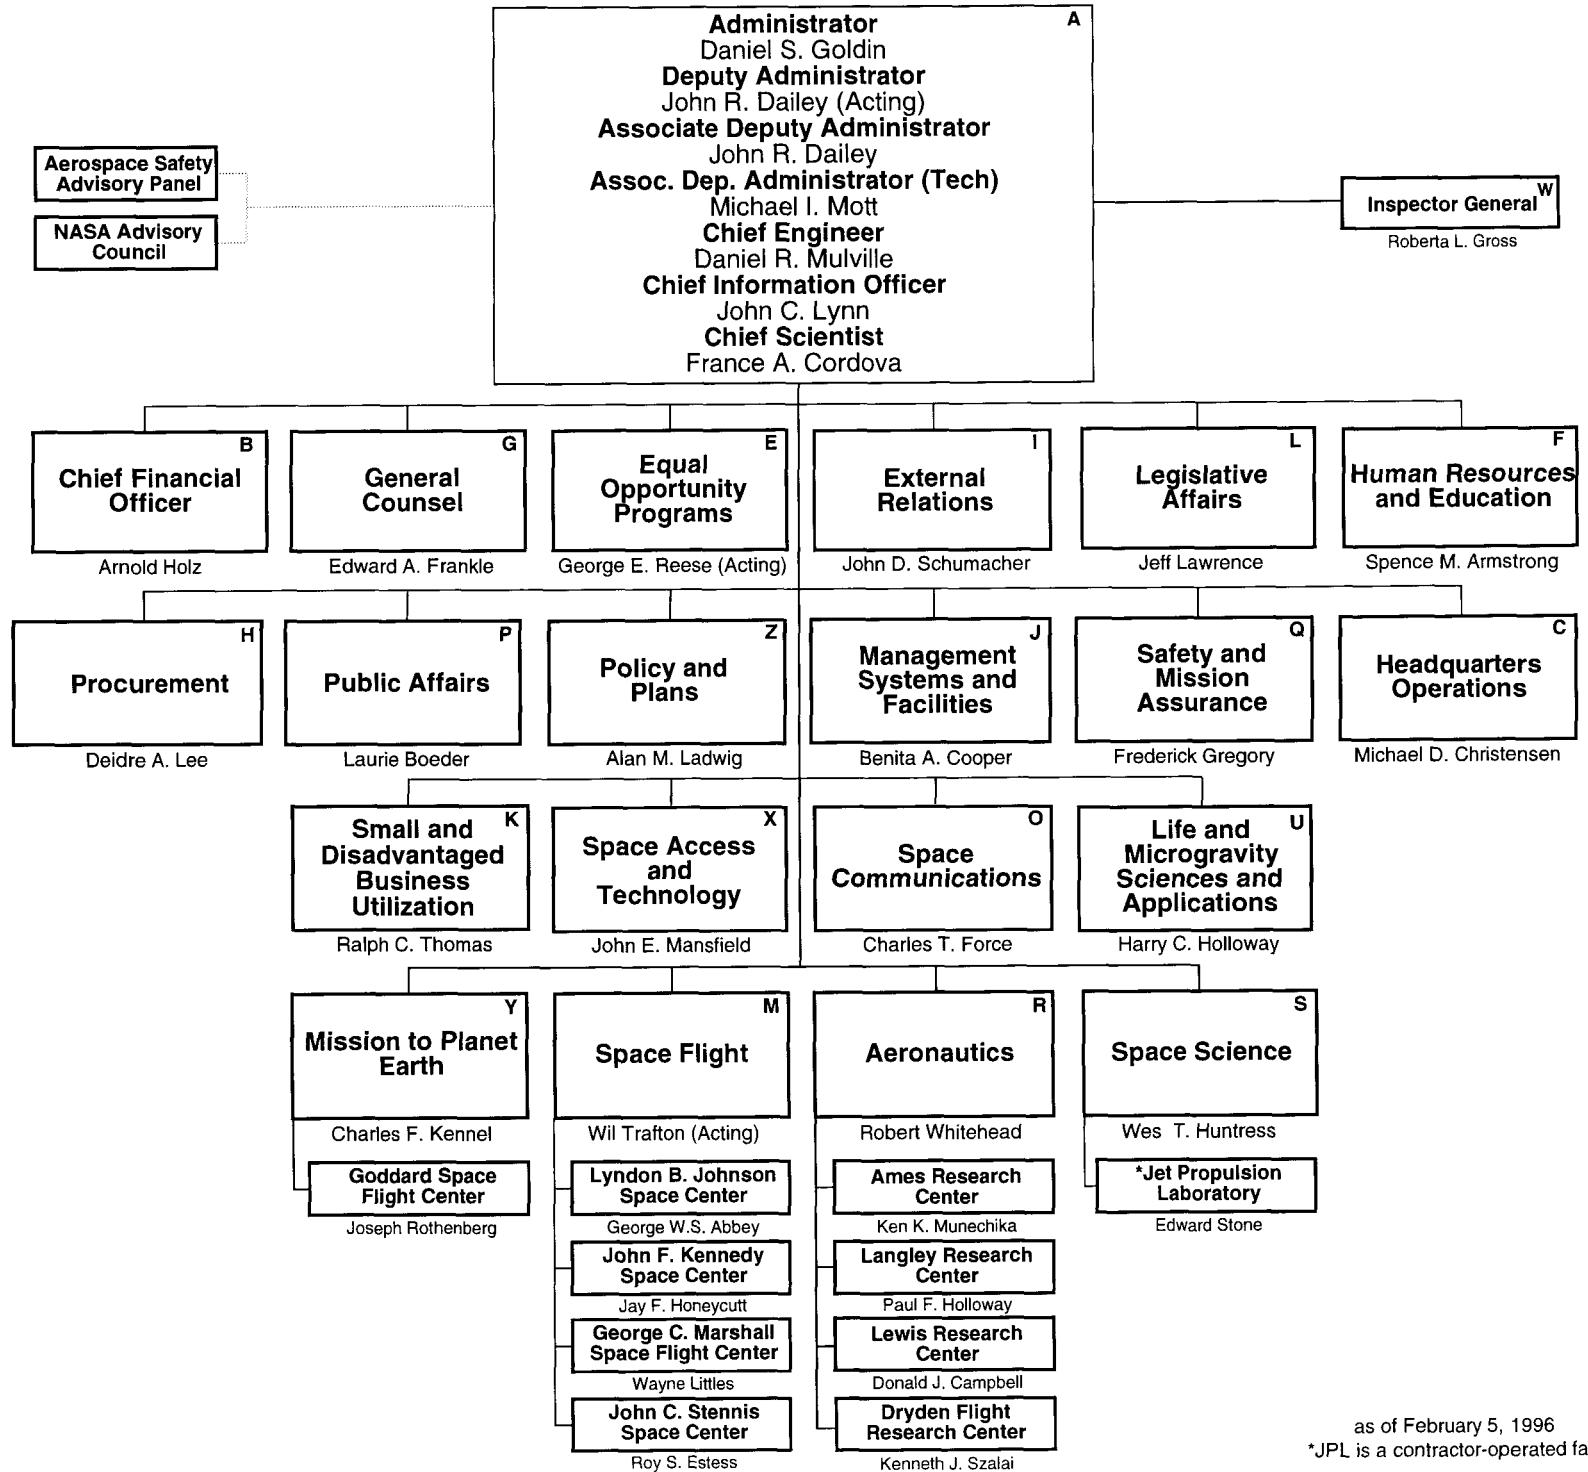 A
Administrator
Daniel S. Goldin
Deputy Administrator
John R. Dailey (Acting)
Associate Deputy Administrator
John R. Dailey
Assoc. Dep. Administrator (Tech)
Michael I. Mott
Chief Engineer
Daniel R. Mulville
Chief Information Officer
John C. Lynn
Chief Scientist
France A. Cordova
Aerospace Safety
Advisory Panel
NASA Advisory
Council
W
Inspector General
Roberta L. Gross
B
Chief Financial
Officer
Arnold Holz
G
General
Counsel
Edward A. Frankle
E
Equal
Opportunity
Programs
George E. Reese (Acting)
I
External
Relations
John D. Schumacher
L
Legislative
Affairs
Jeff Lawrence
F
Human Resources
and Education
Spence M. Armstrong
H
Procurement
Deidre A. Lee
P
Public Affairs
Laurie Boeder
Z
Policy and
Plans
Alan M. Ladwig
J
Management
Systems and
Facilities
Benita A. Cooper
Q
Safety and
Mission
Assurance
Frederick Gregory
C
Headquarters
Operations
Michael D. Christensen
K
Small and
Disadvantaged
Business
Utilization
Ralph C. Thomas
X
Space Access
and
Technology
John E. Mansfield
O
Space
Communications
Charles T. Force
U
Life and
Microgravity
Sciences and
Applications
Harry C. Holloway
Y
Mission to Planet
Earth
Charles F. Kennel
Goddard Space
Flight Center
Joseph Rothenberg
M
Space Flight
Wil Trafton (Acting)
Lyndon B. Johnson
Space Center
George W.S. Abbey
John F. Kennedy
Space Center
Jay F. Honeycutt
George C. Marshall
Space Flight Center
Wayne Littles
John C. Stennis
Space Center
Roy S. Estess
R
Aeronautics
Robert Whitehead
Ames Research
Center
Ken K. Munechika
Langley Research
Center
Paul F. Holloway
Lewis Research
Center
Donald J. Campbell
Dryden Flight
Research Center
Kenneth J. Szalai
S
Space Science
Wes T. Huntress
*Jet Propulsion
Laboratory
Edward Stone
as of February 5, 1996
*JPL is a contractor-operated fa